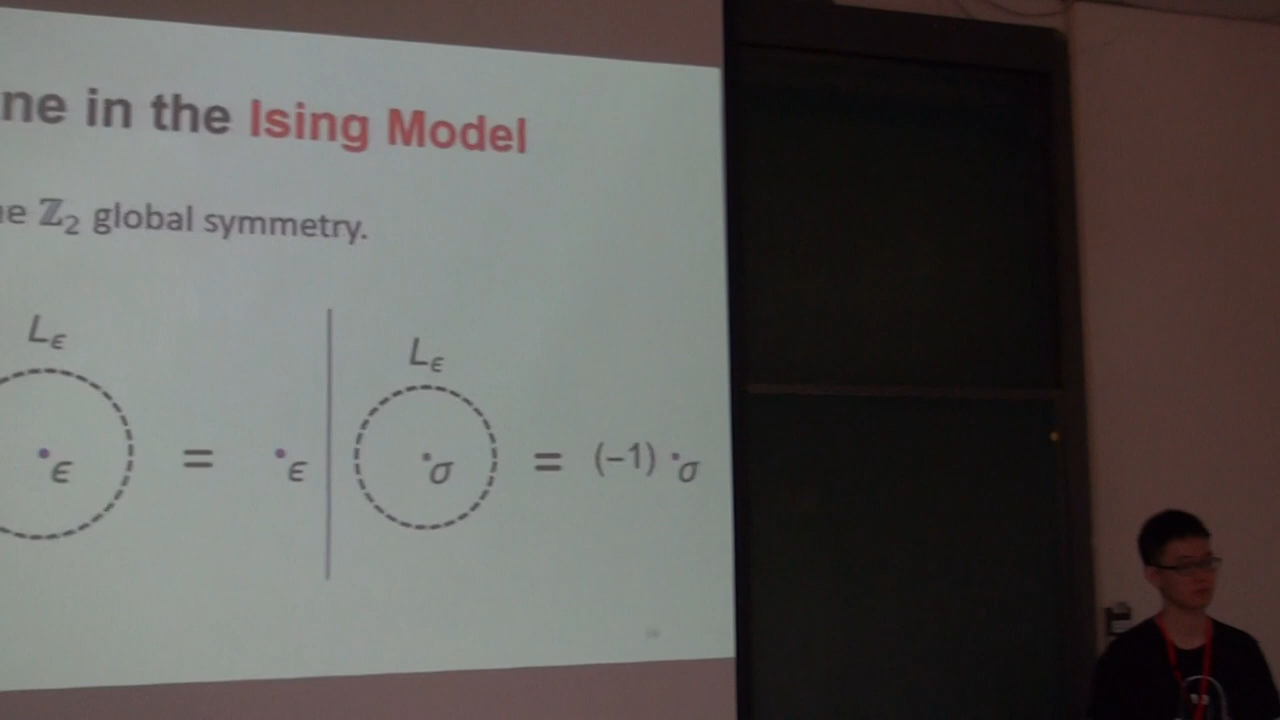 ne in the Ising Model
ℤ₂ global symmetry.
L_ϵ
L_ε
ϵ = ϵ
σ = (−1) σ